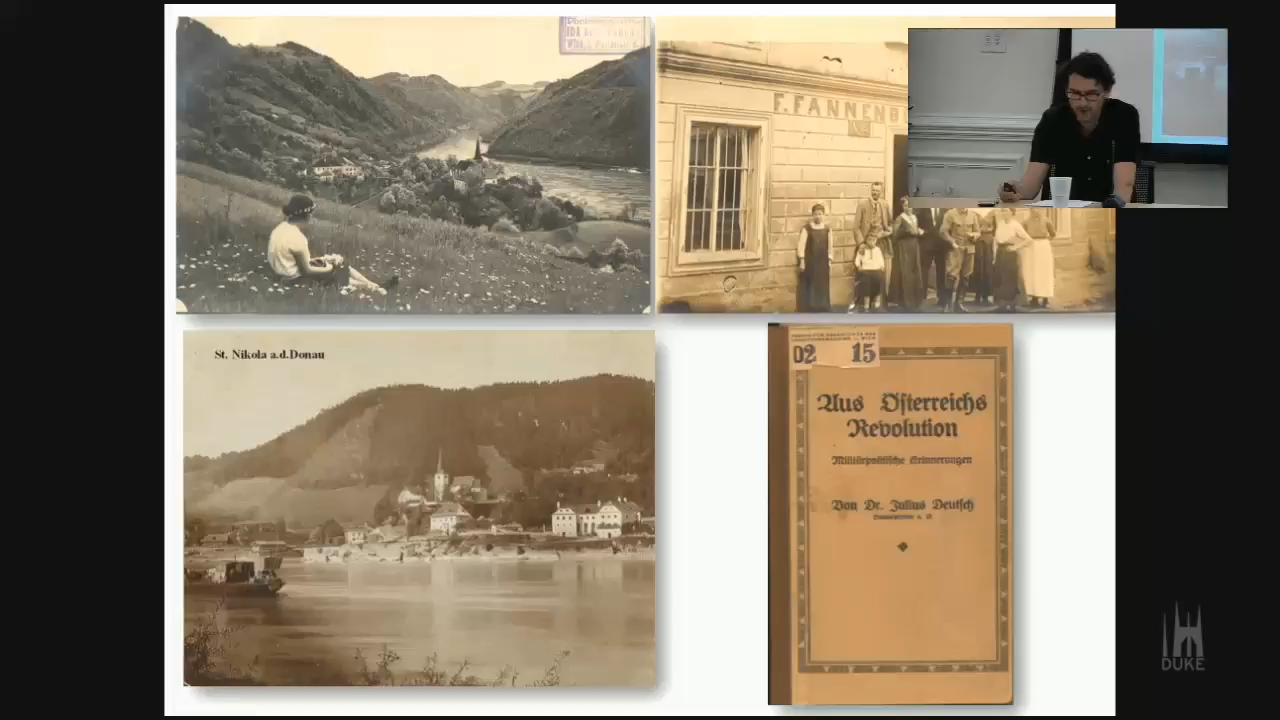 F. FANNENB
St. Nikola a.d.Donau
02 15
Aus Österreichs
Revolution
Militärpolitische Erinnerungen
Von Dr. Julius Deutsch
DUKE